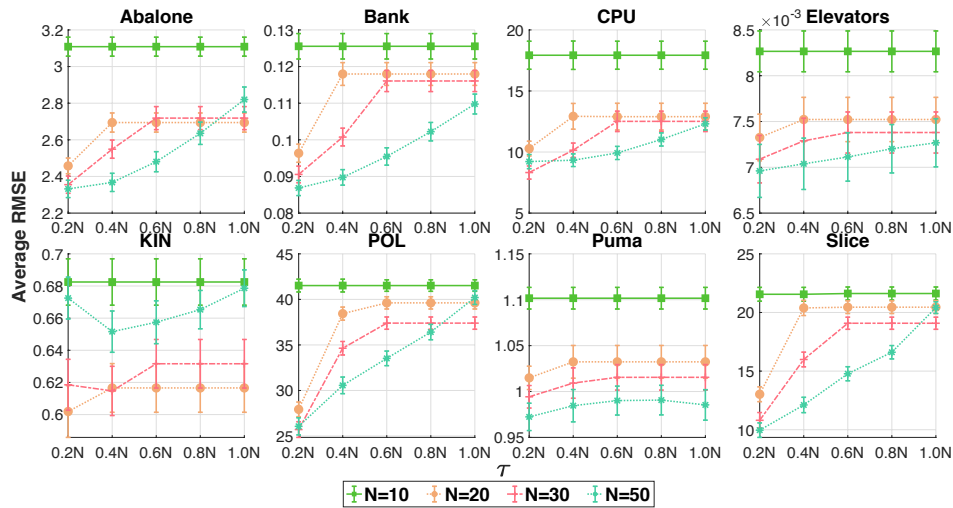 Abalone
3.2
3
2.8
2.6
2.4
2.2
0.2N 0.4N 0.6N 0.8N 1.0N
Bank
0.13
0.12
0.11
0.1
0.09
0.08
0.2N 0.4N 0.6N 0.8N 1.0N
CPU
20
15
10
5
0.2N 0.4N 0.6N 0.8N 1.0N
×10⁻³ Elevators
8.5
8
7.5
7
6.5
0.2N 0.4N 0.6N 0.8N 1.0N
Average RMSE
KIN
0.7
0.68
0.66
0.64
0.62
0.6
0.2N 0.4N 0.6N 0.8N 1.0N
POL
45
40
35
30
25
0.2N 0.4N 0.6N 0.8N 1.0N
Puma
1.15
1.1
1.05
1
0.95
0.2N 0.4N 0.6N 0.8N 1.0N
Slice
25
20
15
10
0.2N 0.4N 0.6N 0.8N 1.0N
τ
N=10 N=20 N=30 N=50